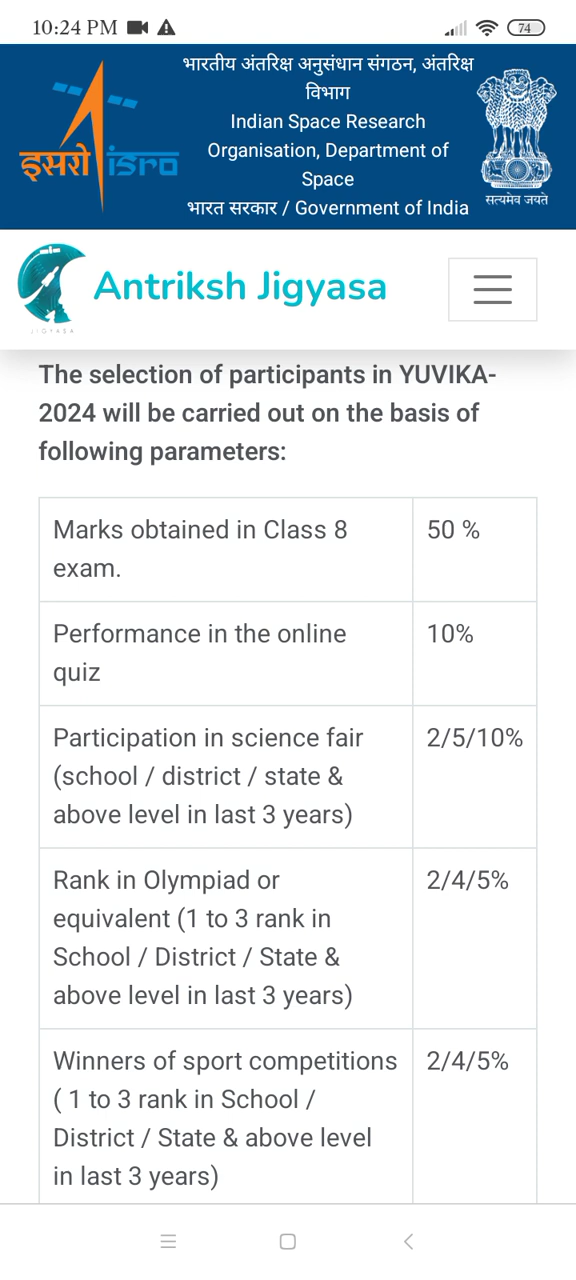 10:24 PM
74
भारतीय अंतरिक्ष अनुसंधान संगठन, अंतरिक्ष
विभाग
Indian Space Research
Organisation, Department of
Space
भारत सरकार / Government of India
इसरो isro
सत्यमेव जयते
Antriksh Jigyasa
JIGYASA
The selection of participants in YUVIKA-
2024 will be carried out on the basis of
following parameters:
Marks obtained in Class 8 50 %
exam.
Performance in the online 10%
quiz
Participation in science fair 2/5/10%
(school / district / state &
above level in last 3 years)
Rank in Olympiad or 2/4/5%
equivalent (1 to 3 rank in
School / District / State &
above level in last 3 years)
Winners of sport competitions 2/4/5%
( 1 to 3 rank in School /
District / State & above level
in last 3 years)